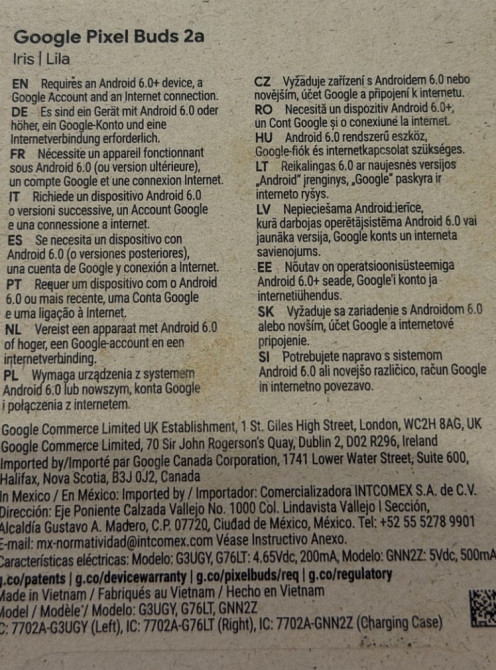 Google Pixel Buds 2a
Iris | Lila
EN Requires an Android 6.0+ device, a
Google Account and an Internet connection.
DE Es sind ein Gerät mit Android 6.0 oder
höher, ein Google-Konto und eine
Internetverbindung erforderlich.
FR Nécessite un appareil fonctionnant
sous Android 6.0 (ou version ultérieure),
un compte Google et une connexion Internet.
IT Richiede un dispositivo Android 6.0
o versioni successive, un Account Google
e una connessione a internet.
ES Se necesita un dispositivo con
Android 6.0 (o versiones posteriores),
una cuenta de Google y conexión a Internet.
PT Requer um dispositivo com o Android
6.0 ou mais recente, uma Conta Google
e uma ligação à Internet.
NL Vereist een apparaat met Android 6.0
of hoger, een Google-account en een
internetverbinding.
PL Wymaga urządzenia z systemem
Android 6.0 lub nowszym, konta Google
i połączenia z internetem.
CZ Vyžaduje zařízení s Androidem 6.0 nebo
novějším, účet Google a připojení k internetu.
RO Necesită un dispozitiv Android 6.0+,
un Cont Google și o conexiune la internet.
HU Android 6.0 rendszerű eszköz,
Google-fiók és internetkapcsolat szükséges.
LT Reikalingas 6.0 ar naujesnės versijos
„Android“ įrenginys, „Google“ paskyra ir
interneto ryšys.
LV Nepieciešama Android ierīce,
kurā darbojas operētājsistēma Android 6.0 vai
jaunāka versija, Google konts un interneta
savienojums.
EE Nõutav on operatsioonisüsteemiga
Android 6.0+ seade, Google'i konto ja
internetiühendus.
SK Vyžaduje sa zariadenie s Androidom 6.0
alebo novším, účet Google a internetové
pripojenie.
SI Potrebujete napravo s sistemom
Android 6.0 ali novejšo različico, račun Google
in internetno povezavo.
Google Commerce Limited UK Establishment, 1 St. Giles High Street, London, WC2H 8AG, UK
Google Commerce Limited, 70 Sir John Rogerson's Quay, Dublin 2, D02 R296, Ireland
Imported by/Importé par Google Canada Corporation, 1741 Lower Water Street, Suite 600,
Halifax, Nova Scotia, B3J 0J2, Canada
In Mexico / En México: Imported by / Importador: Comercializadora INTCOMEX S.A. de C.V.
Dirección: Eje Poniente Calzada Vallejo No. 1000 Col. Lindavista Vallejo I Sección,
Alcaldía Gustavo A. Madero, C.P. 07720, Ciudad de México, México. Tel: +52 55 5278 9901
E-mail: mx-normatividad@intcomex.com Véase Instructivo Anexo.
Características eléctricas: Modelo: G3UGY, G76LT: 4.65Vdc, 200mA, Modelo: GNN2Z: 5Vdc, 500mA
g.co/patents | g.co/devicewarranty | g.co/pixelbuds/req | g.co/regulatory
Made in Vietnam / Fabriqués au Vietnam / Hecho en Vietnam
Model / Modèle / Modelo: G3UGY, G76LT, GNN2Z
IC: 7702A-G3UGY (Left), IC: 7702A-G76LT (Right), IC: 7702A-GNN2Z (Charging Case)